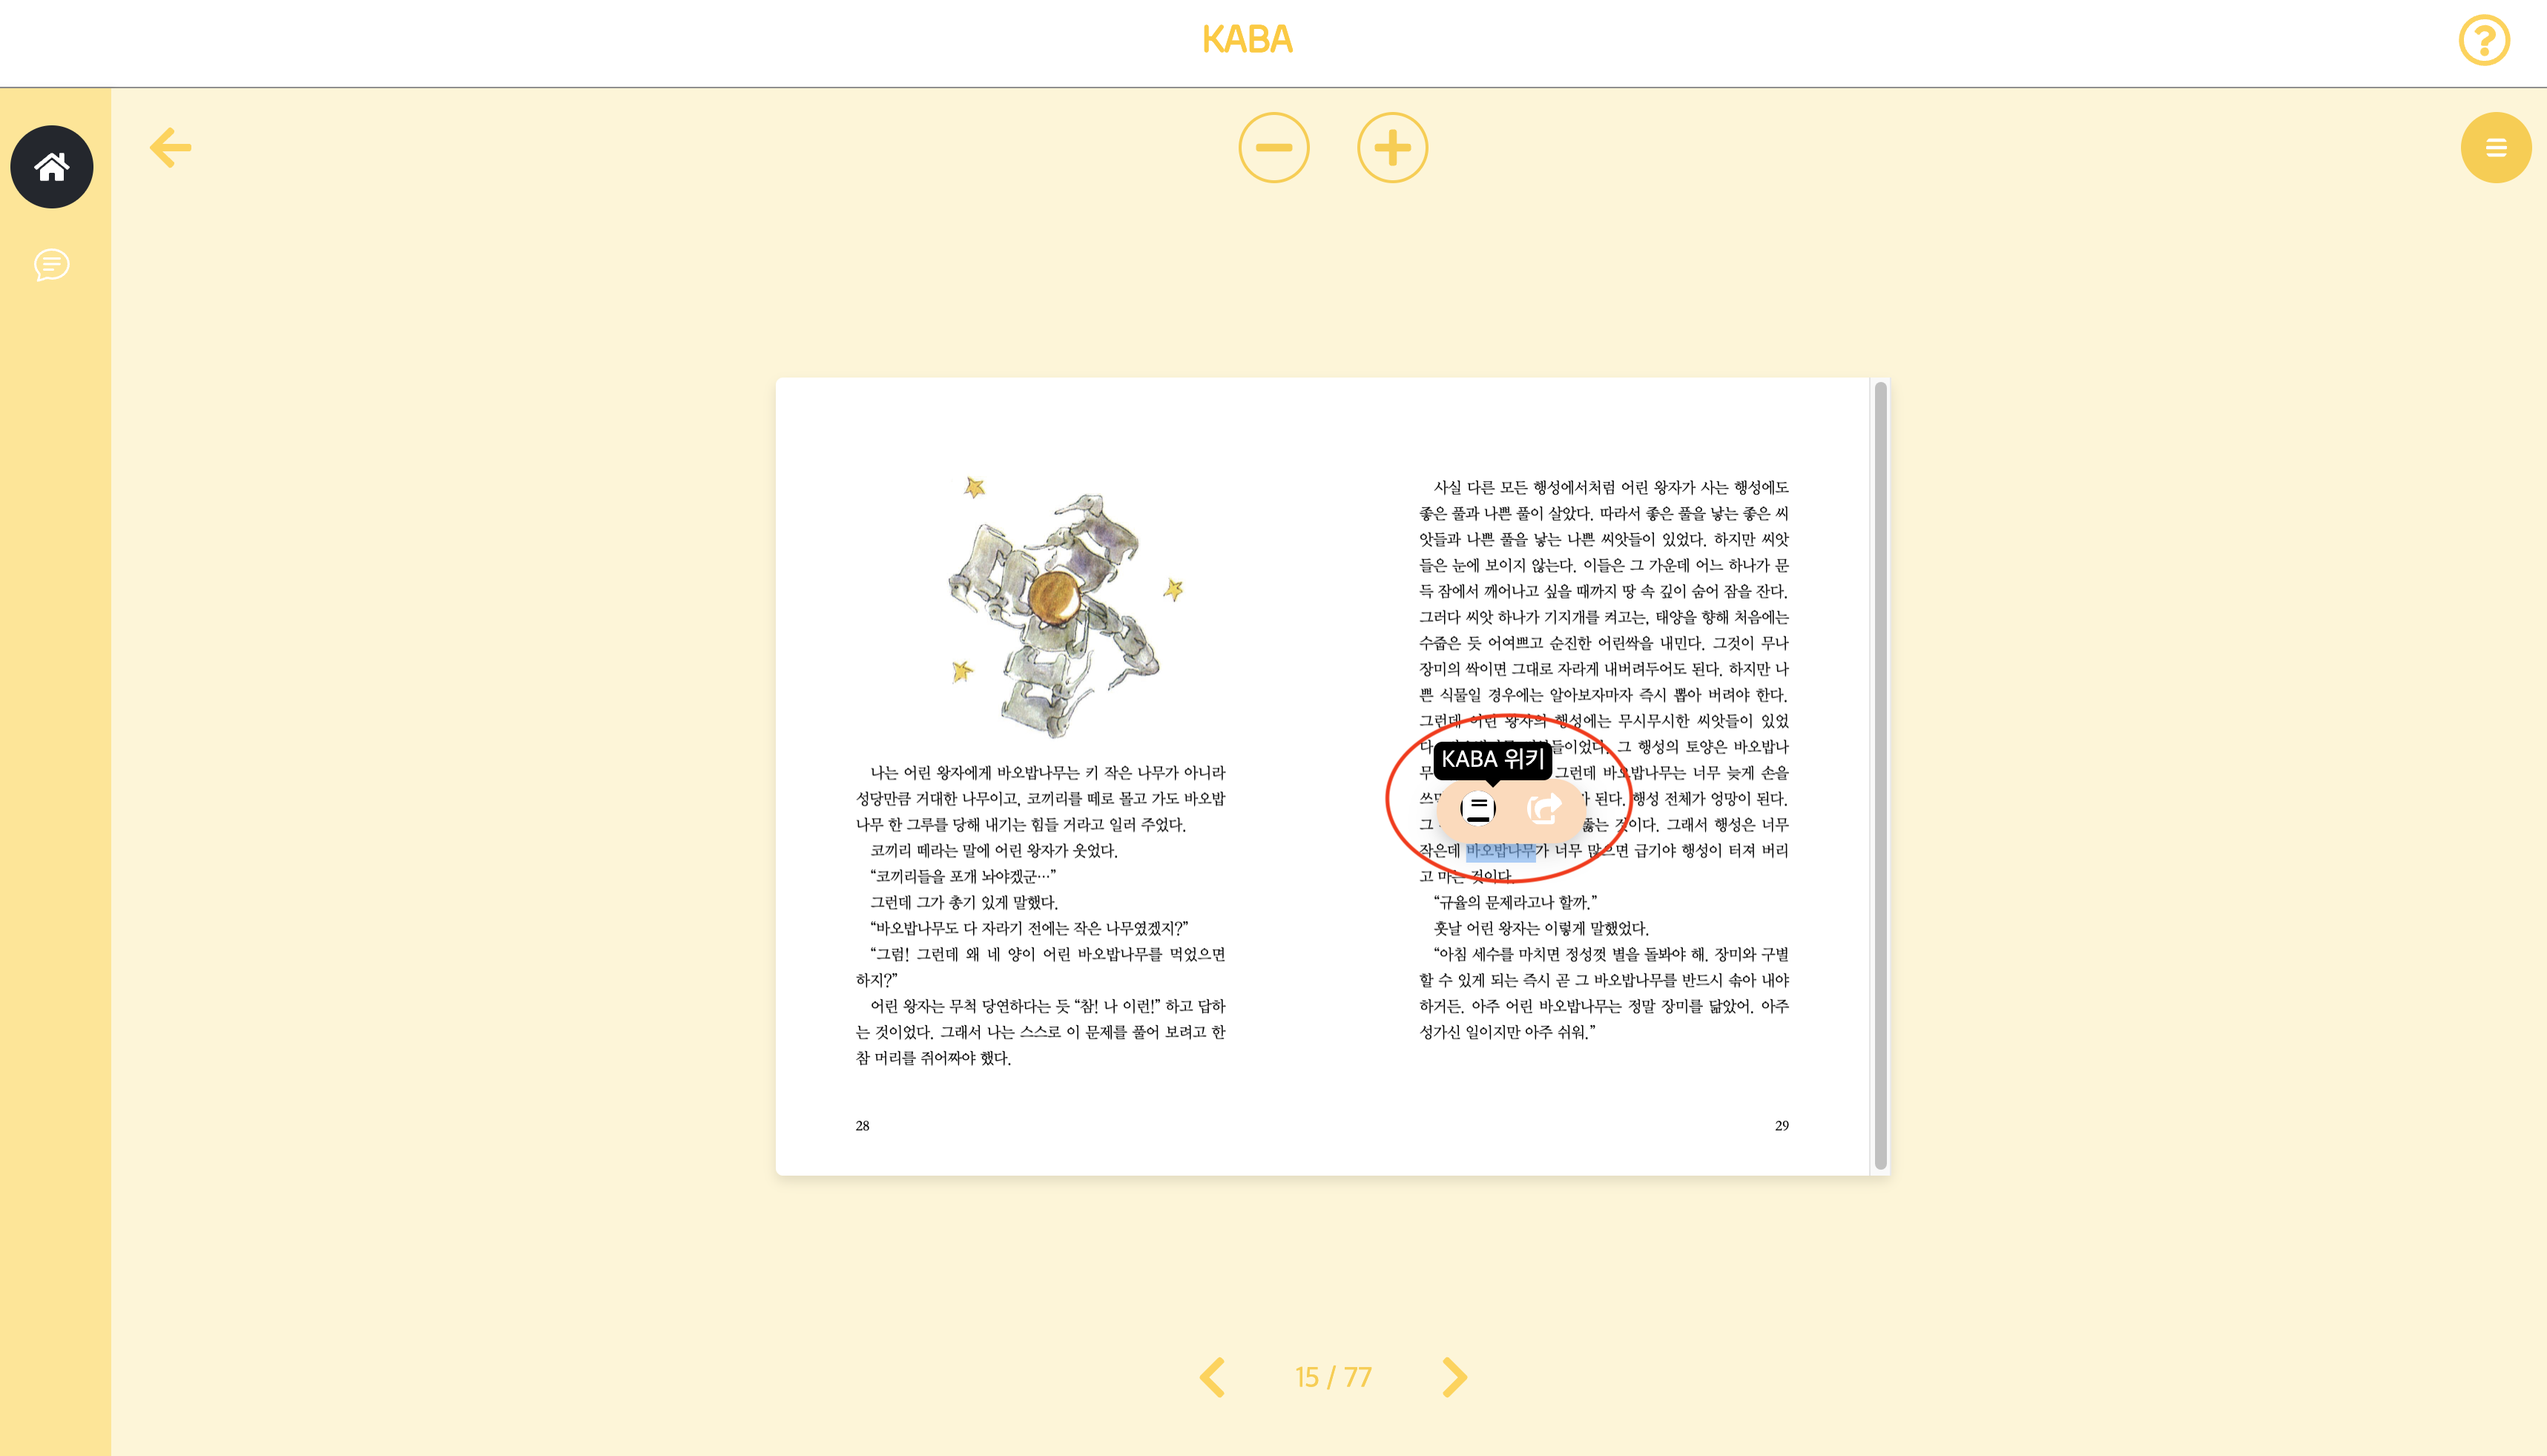 KABA
나는 어린 왕자에게 바오밥나무는 키 작은 나무가 아니라
성당만큼 거대한 나무이고, 코끼리를 떼로 몰고 가도 바오밥
나무 한 그루를 당해 내기는 힘들 거라고 일러 주었다.
코끼리 떼라는 말에 어린 왕자가 웃었다.
“코끼리들을 포개 놔야겠군…”
그런데 그가 총기 있게 말했다.
“바오밥나무도 다 자라기 전에는 작은 나무였겠지?”
“그럼! 그런데 왜 네 양이 어린 바오밥나무를 먹었으면
하지?”
어린 왕자는 무척 당연하다는 듯 “참! 나 이런!” 하고 답하
는 것이었다. 그래서 나는 스스로 이 문제를 풀어 보려고 한
참 머리를 쥐어짜야 했다.
28
사실 다른 모든 행성에서처럼 어린 왕자가 사는 행성에도
좋은 풀과 나쁜 풀이 살았다. 따라서 좋은 풀을 낳는 좋은 씨
앗들과 나쁜 풀을 낳는 나쁜 씨앗들이 있었다. 하지만 씨앗
들은 눈에 보이지 않는다. 이들은 그 가운데 어느 하나가 문
득 잠에서 깨어나고 싶을 때까지 땅 속 깊이 숨어 잠을 잔다.
그러다 씨앗 하나가 기지개를 켜고는, 태양을 향해 처음에는
수줍은 듯 어여쁘고 순진한 어린싹을 내민다. 그것이 무나
장미의 싹이면 그대로 자라게 내버려두어도 된다. 하지만 나
쁜 식물일 경우에는 알아보자마자 즉시 뽑아 버려야 한다.
그런데 어린 왕자의 행성에는 무시무시한 씨앗들이 있었
다 들이었다. 그 행성의 토양은 바오밥나
KABA 위키
무 그런데 바오밥나무는 너무 늦게 손을
된다. 행성 전체가 엉망이 된다.
그 뚫는 것이다. 그래서 행성은 너무
작은데 바오밥나무가 너무 많으면 급기야 행성이 터져 버리
고 마는 것이다.
“규율의 문제라고나 할까.”
훗날 어린 왕자는 이렇게 말했었다.
“아침 세수를 마치면 정성껏 별을 돌봐야 해. 장미와 구별
할 수 있게 되는 즉시 곧 그 바오밥나무를 반드시 솎아 내야
하거든. 아주 어린 바오밥나무는 정말 장미를 닮았어. 아주
성가신 일이지만 아주 쉬워.”
29
15 / 77